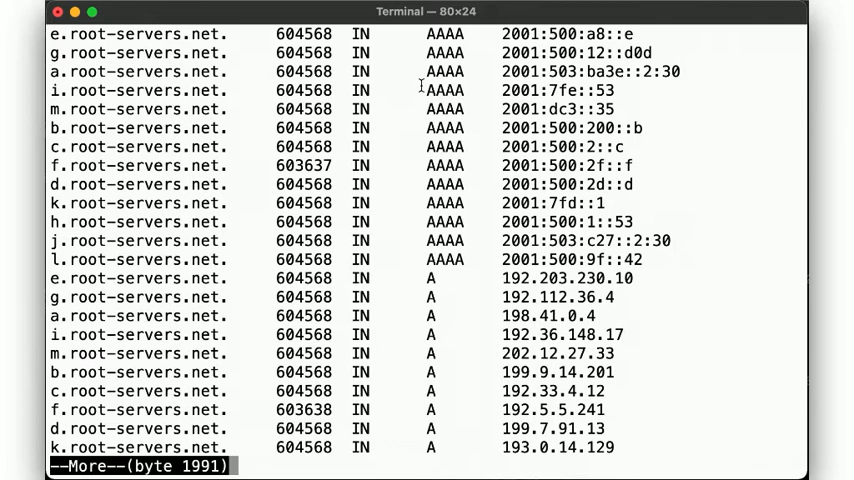 Terminal — 80×24
e.root-servers.net. 604568 IN AAAA 2001:500:a8::e
g.root-servers.net. 604568 IN AAAA 2001:500:12::d0d
a.root-servers.net. 604568 IN AAAA 2001:503:ba3e::2:30
i.root-servers.net. 604568 IN AAAA 2001:7fe::53
m.root-servers.net. 604568 IN AAAA 2001:dc3::35
b.root-servers.net. 604568 IN AAAA 2001:500:200::b
c.root-servers.net. 604568 IN AAAA 2001:500:2::c
f.root-servers.net. 603637 IN AAAA 2001:500:2f::f
d.root-servers.net. 604568 IN AAAA 2001:500:2d::d
k.root-servers.net. 604568 IN AAAA 2001:7fd::1
h.root-servers.net. 604568 IN AAAA 2001:500:1::53
j.root-servers.net. 604568 IN AAAA 2001:503:c27::2:30
l.root-servers.net. 604568 IN AAAA 2001:500:9f::42
e.root-servers.net. 604568 IN A 192.203.230.10
g.root-servers.net. 604568 IN A 192.112.36.4
a.root-servers.net. 604568 IN A 198.41.0.4
i.root-servers.net. 604568 IN A 192.36.148.17
m.root-servers.net. 604568 IN A 202.12.27.33
b.root-servers.net. 604568 IN A 199.9.14.201
c.root-servers.net. 604568 IN A 192.33.4.12
f.root-servers.net. 603638 IN A 192.5.5.241
d.root-servers.net. 604568 IN A 199.7.91.13
k.root-servers.net. 604568 IN A 193.0.14.129
--More--(byte 1991)